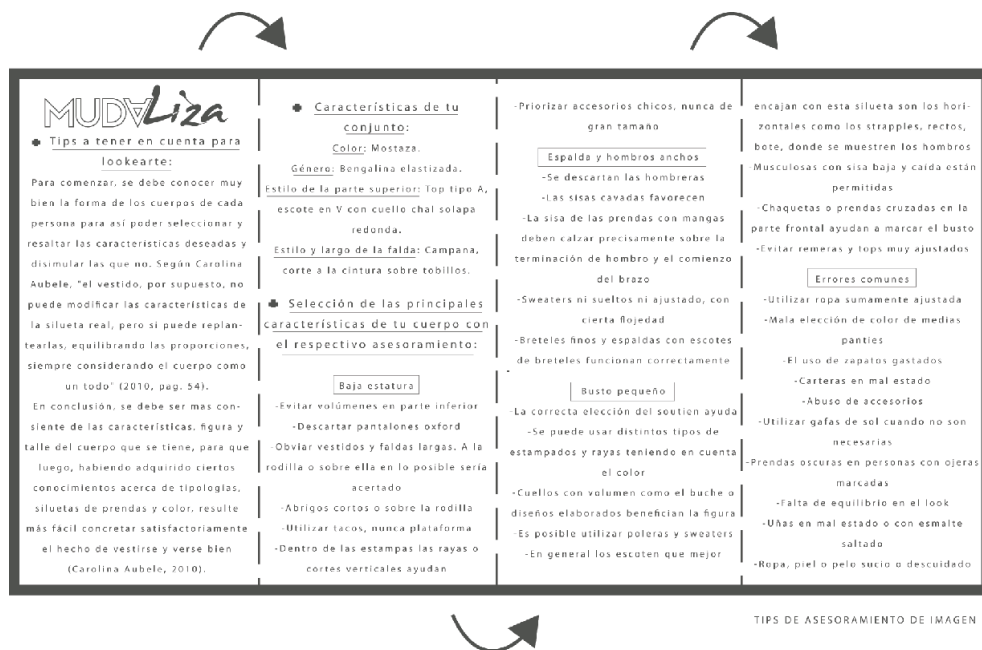 MUDALiza
Tips a tener en cuenta para
lookearte:
Para comenzar, se debe conocer muy
bien la forma de los cuerpos de cada
persona para así poder seleccionar y
resaltar las características deseadas y
disimular las que no. Según Carolina
Aubele, "el vestido, por supuesto, no
puede modificar las características de
la silueta real, pero si puede replan-
tearlas, equilibrando las proporciones,
siempre considerando el cuerpo como
un todo" (2010, pag. 54).
En conclusión, se debe ser mas con-
siente de las características, figura y
talle del cuerpo que se tiene, para que
luego, habiendo adquirido ciertos
conocimientos acerca de tipologías,
siluetas de prendas y color, resulte
más fácil concretar satisfactoriamente
el hecho de vestirse y verse bien
(Carolina Aubele, 2010).
Características de tu
conjunto:
Color: Mostaza.
Género: Bengalina elastizada.
Estilo de la parte superior: Top tipo A,
escote en V con cuello chal solapa
redonda.
Estilo y largo de la falda: Campana,
corte a la cintura sobre tobillos.
Selección de las principales
características de tu cuerpo con
el respectivo asesoramiento:
Baja estatura
-Evitar volúmenes en parte inferior
-Descartar pantalones oxford
-Obviar vestidos y faldas largas. A la
rodilla o sobre ella en lo posible sería
acertado
-Abrigos cortos o sobre la rodilla
-Utilizar tacos, nunca plataforma
-Dentro de las estampas las rayas o
cortes verticales ayudan
-Priorizar accesorios chicos, nunca de
gran tamaño
Espalda y hombros anchos
-Se descartan las hombreras
-Las sisas cavadas favorecen
-La sisa de las prendas con mangas
deben calzar precisamente sobre la
terminación de hombro y el comienzo
del brazo
-Sweaters ni sueltos ni ajustado, con
cierta flojedad
-Breteles finos y espaldas con escotes
de breteles funcionan correctamente
Busto pequeño
-La correcta elección del soutien ayuda
-Se puede usar distintos tipos de
estampados y rayas teniendo en cuenta
el color
-Cuellos con volumen como el buche o
diseños elaborados benefician la figura
-Es posible utilizar poleras y sweaters
-En general los escoten que mejor
encajan con esta silueta son los hori-
zontales como los strapples, rectos,
bote, donde se muestren los hombros
-Musculosas con sisa baja y caída están
permitidas
-Chaquetas o prendas cruzadas en la
parte frontal ayudan a marcar el busto
-Evitar remeras y tops muy ajustados
Errores comunes
-Utilizar ropa sumamente ajustada
-Mala elección de color de medias
panties
-El uso de zapatos gastados
-Carteras en mal estado
-Abuso de accesorios
-Utilizar gafas de sol cuando no son
necesarias
-Prendas oscuras en personas con ojeras
marcadas
-Falta de equilibrio en el look
-Uñas en mal estado o con esmalte
saltado
-Ropa, piel o pelo sucio o descuidado
TIPS DE ASESORAMIENTO DE IMAGEN